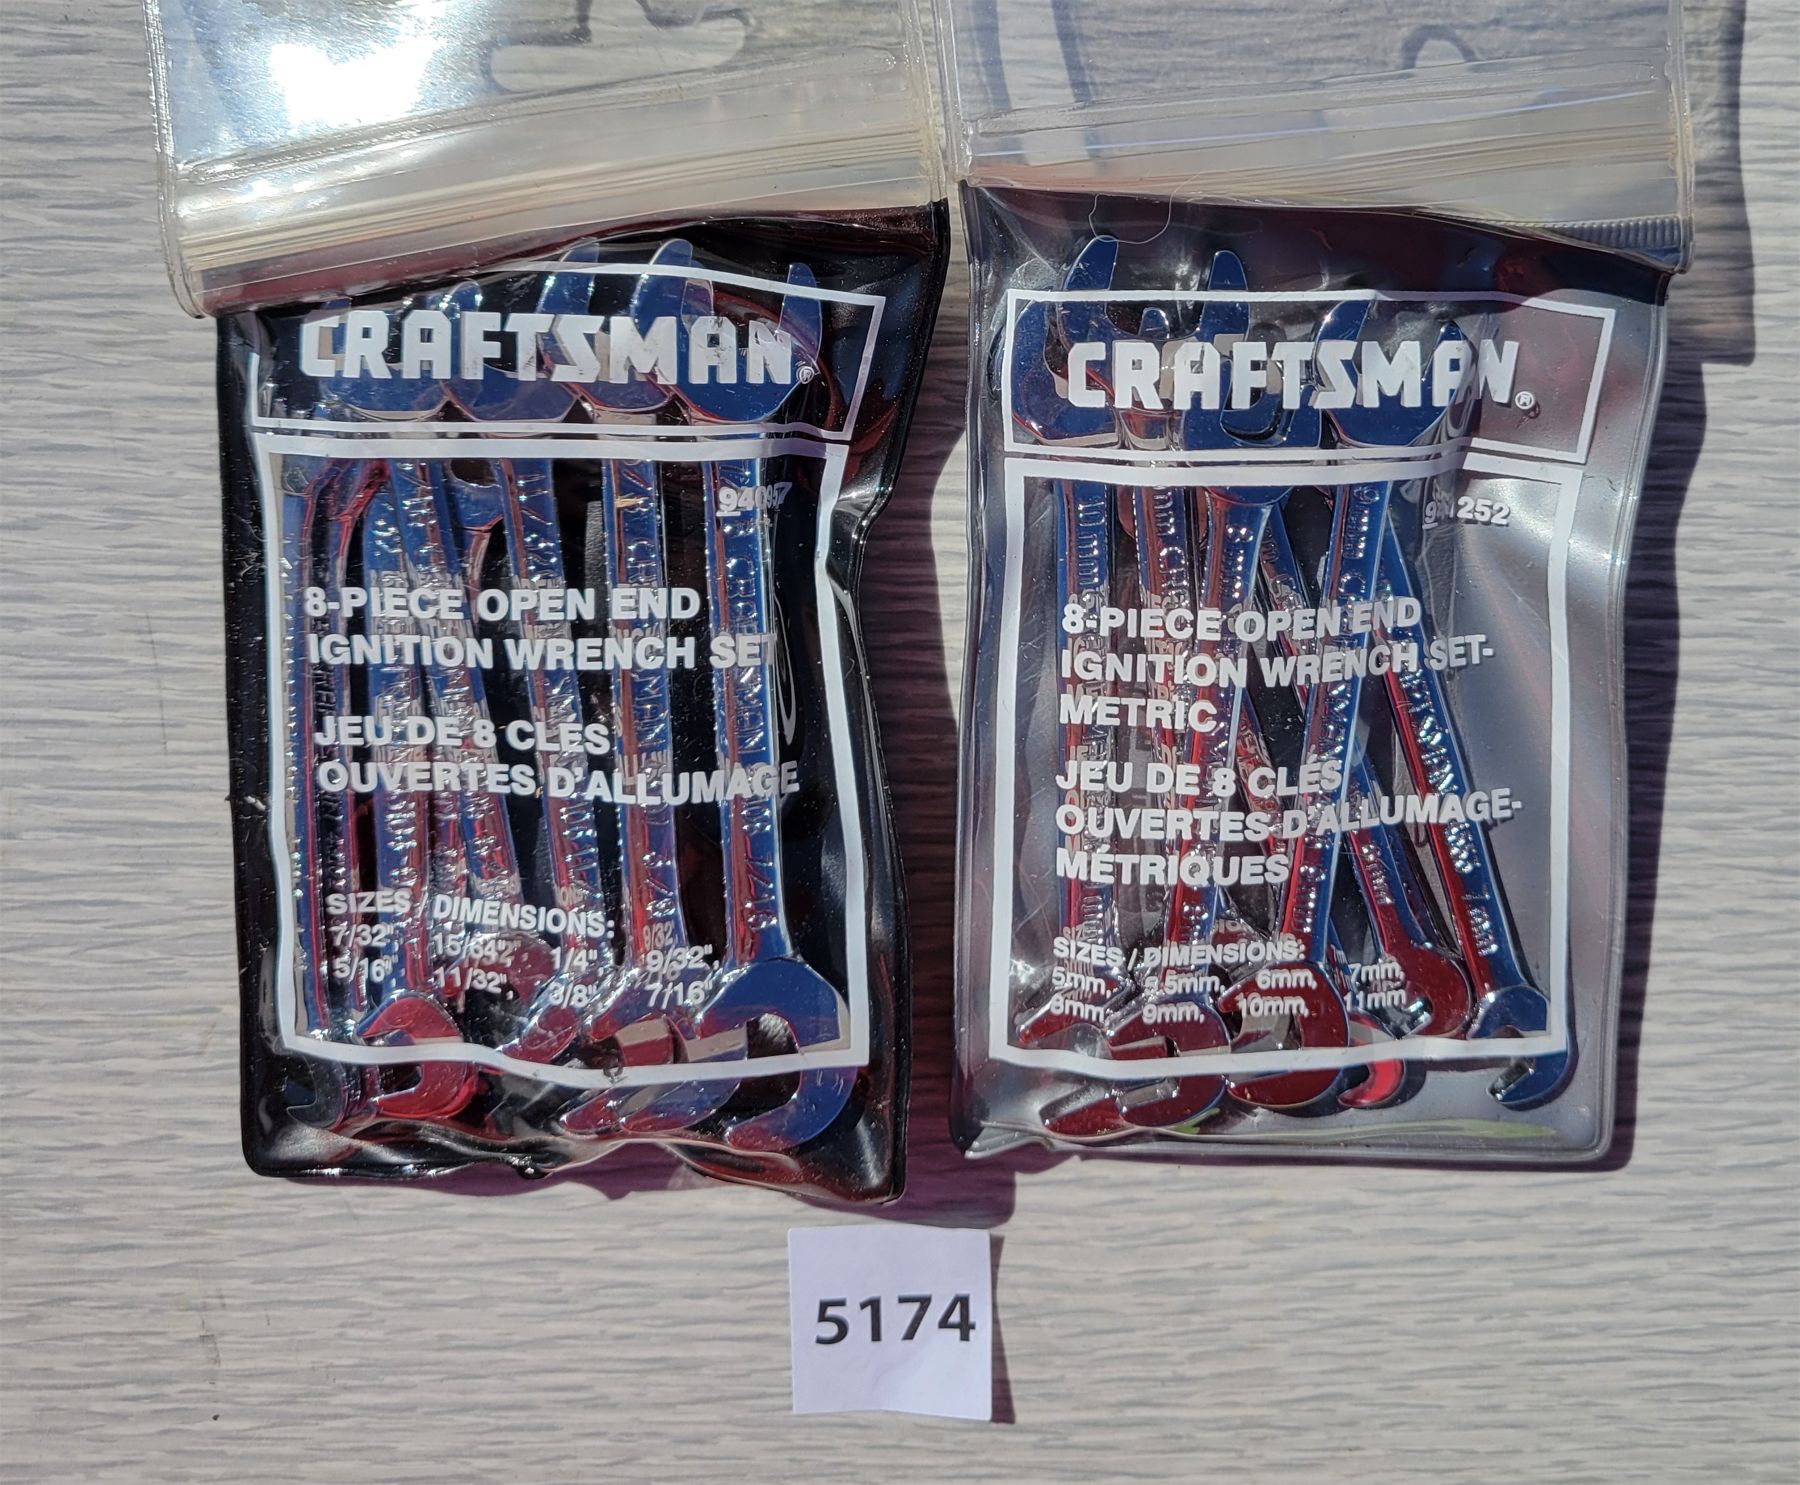 CRAFTSMAN®
8-PIECE OPEN END
IGNITION WRENCH SET
JEU DE 8 CLÉS
OUVERTES D'ALLUMAGE
SIZES / DIMENSIONS:
7/32", 15/64", 1/4", 9/32",
5/16", 11/32", 3/8", 7/16"
CRAFTSMAN®
8-PIECE OPEN END
IGNITION WRENCH SET-
METRIC
JEU DE 8 CLÉS
OUVERTES D'ALLUMAGE-
MÉTRIQUES
SIZES / DIMENSIONS:
5mm, 5.5mm, 6mm, 7mm,
8mm, 9mm, 10mm, 11mm
5174